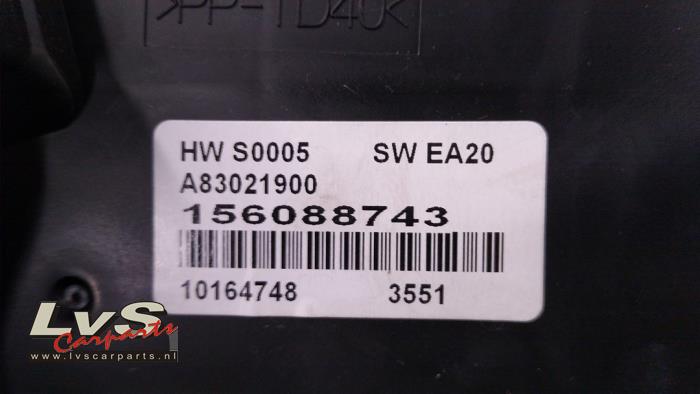 >PP-TD40<
HW S0005 SW EA20
A83021900
156088743
10164748 3551
LvS
Carparts
www.lvscarparts.nl